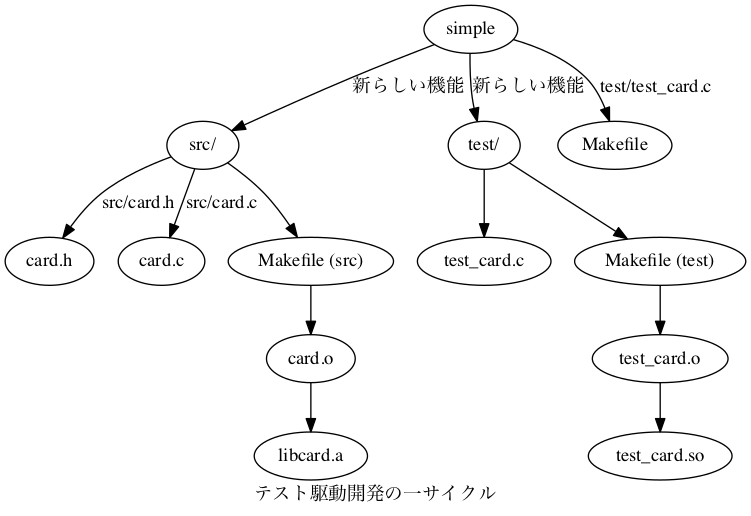 simple
新らしい機能
新らしい機能
test/test_card.c
src/
test/
Makefile
src/card.h
src/card.c
card.h
card.c
Makefile (src)
test_card.c
Makefile (test)
card.o
test_card.o
libcard.a
test_card.so
テスト駆動開発の一サイクル